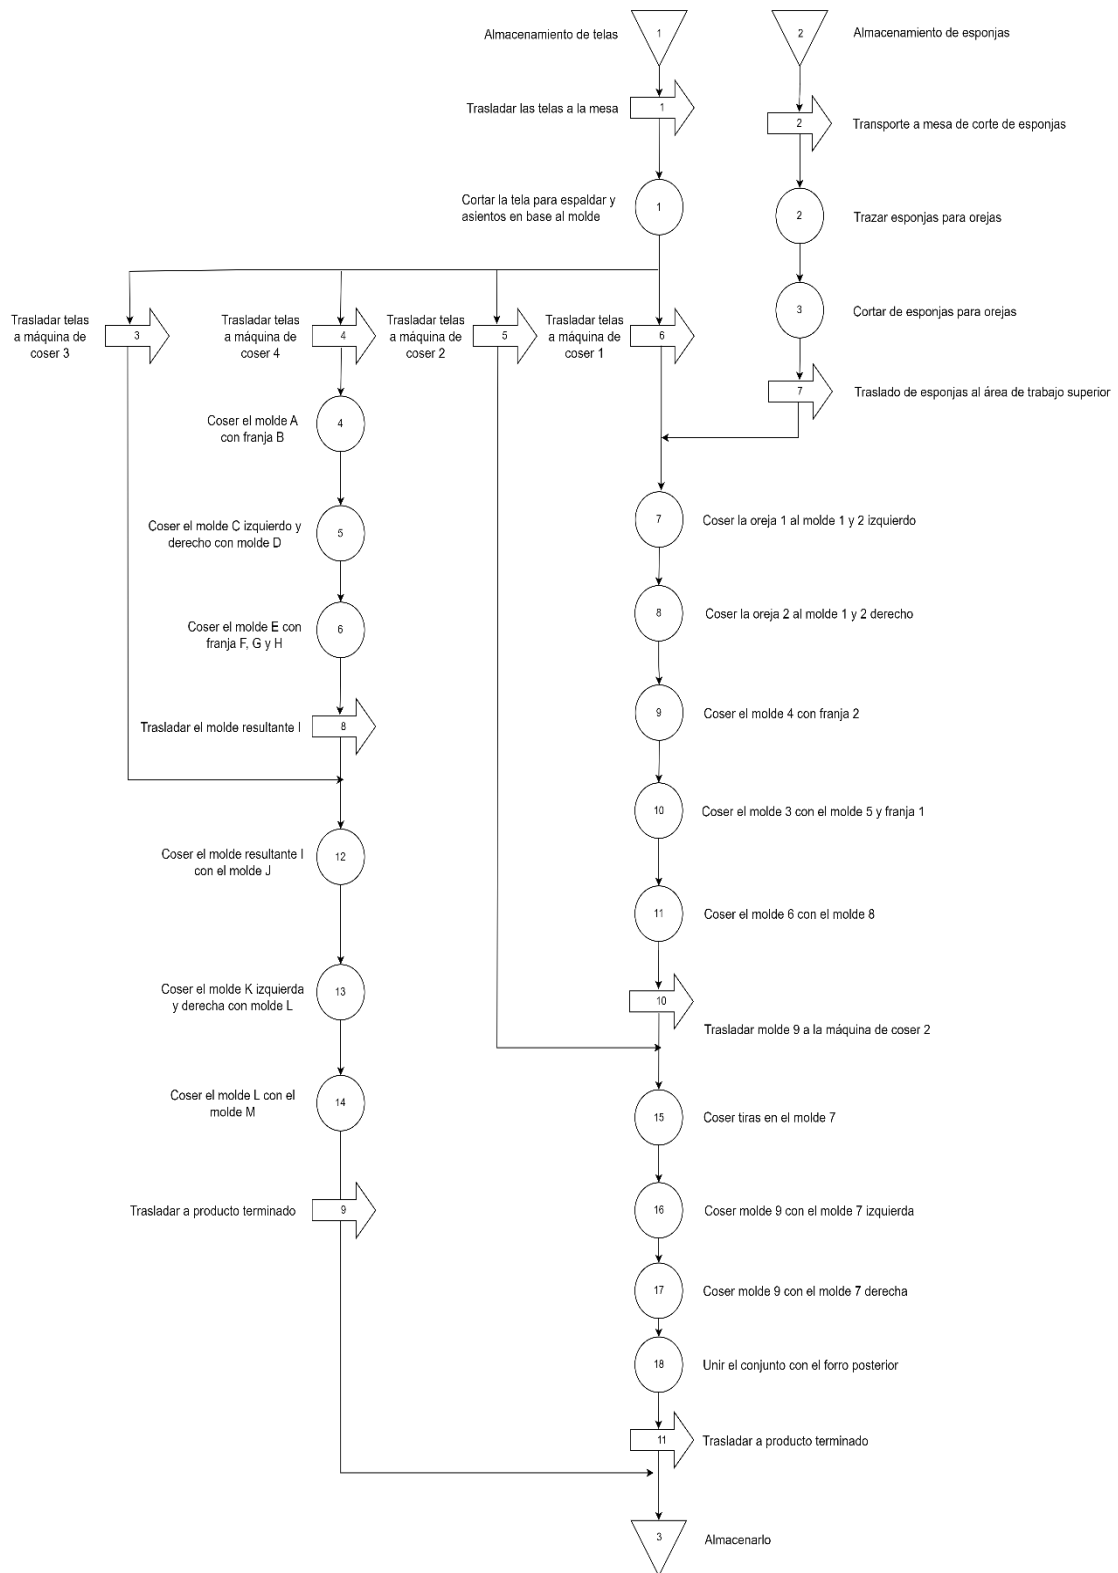 Almacenamiento de telas
1
2
Almacenamiento de esponjas
Trasladar las telas a la mesa
1
2
Transporte a mesa de corte de esponjas
Cortar la tela para espaldar y
asientos en base al molde
1
2
Trazar esponjas para orejas
3
Cortar de esponjas para orejas
Trasladar telas
a máquina de
coser 3
3
Trasladar telas
a máquina de
coser 4
4
Trasladar telas
a máquina de
coser 2
5
Trasladar telas
a máquina de
coser 1
6
7
Traslado de esponjas al área de trabajo superior
Coser el molde A
con franja B
4
7
Coser la oreja 1 al molde 1 y 2 izquierdo
Coser el molde C izquierdo y
derecho con molde D
5
8
Coser la oreja 2 al molde 1 y 2 derecho
Coser el molde E con
franja F, G y H
6
9
Coser el molde 4 con franja 2
Trasladar el molde resultante I
8
10
Coser el molde 3 con el molde 5 y franja 1
Coser el molde resultante I
con el molde J
12
11
Coser el molde 6 con el molde 8
Coser el molde K izquierda
y derecha con molde L
13
10
Trasladar molde 9 a la máquina de coser 2
Coser el molde L con el
molde M
14
15
Coser tiras en el molde 7
Trasladar a producto terminado
9
16
Coser molde 9 con el molde 7 izquierda
17
Coser molde 9 con el molde 7 derecha
18
Unir el conjunto con el forro posterior
11
Trasladar a producto terminado
3
Almacenarlo